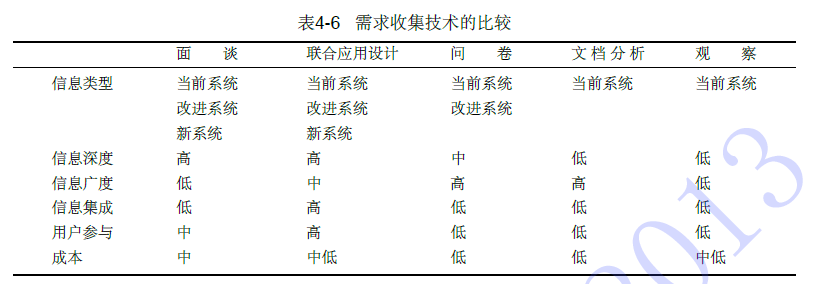 表4-6 需求收集技术的比较
面 谈 联合应用设计 问 卷 文档分析 观 察
信息类型 当前系统 当前系统 当前系统 当前系统 当前系统
改进系统 改进系统 改进系统
新系统 新系统
信息深度 高 高 中 低 低
信息广度 低 中 高 高 低
信息集成 低 高 低 低 低
用户参与 中 高 低 低 低
成本 中 中低 低 低 中低
2013